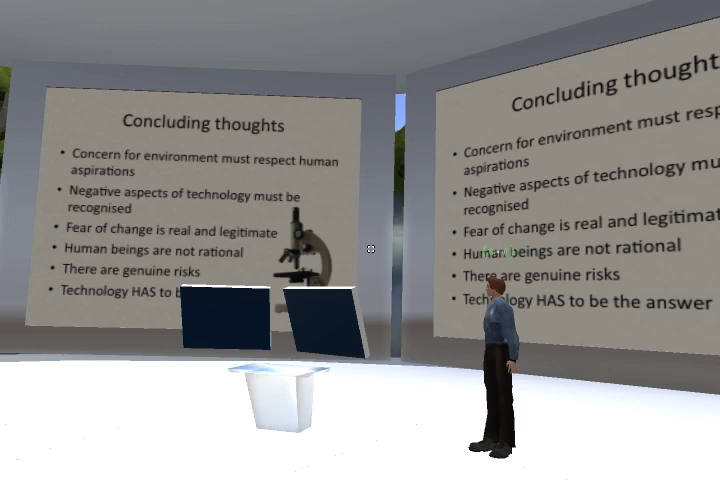 Concluding thoughts
• Concern for environment must respect human
aspirations
• Negative aspects of technology must be
recognised
• Fear of change is real and legitimate
• Human beings are not rational
• There are genuine risks
• Technology HAS to b
Concluding thought
• Concern for environment must resp
aspirations
• Negative aspects of technology mu
recognised
• Fear of change is real and legitimat
• Human beings are not rational
• There are genuine risks
• Technology HAS to be the answer